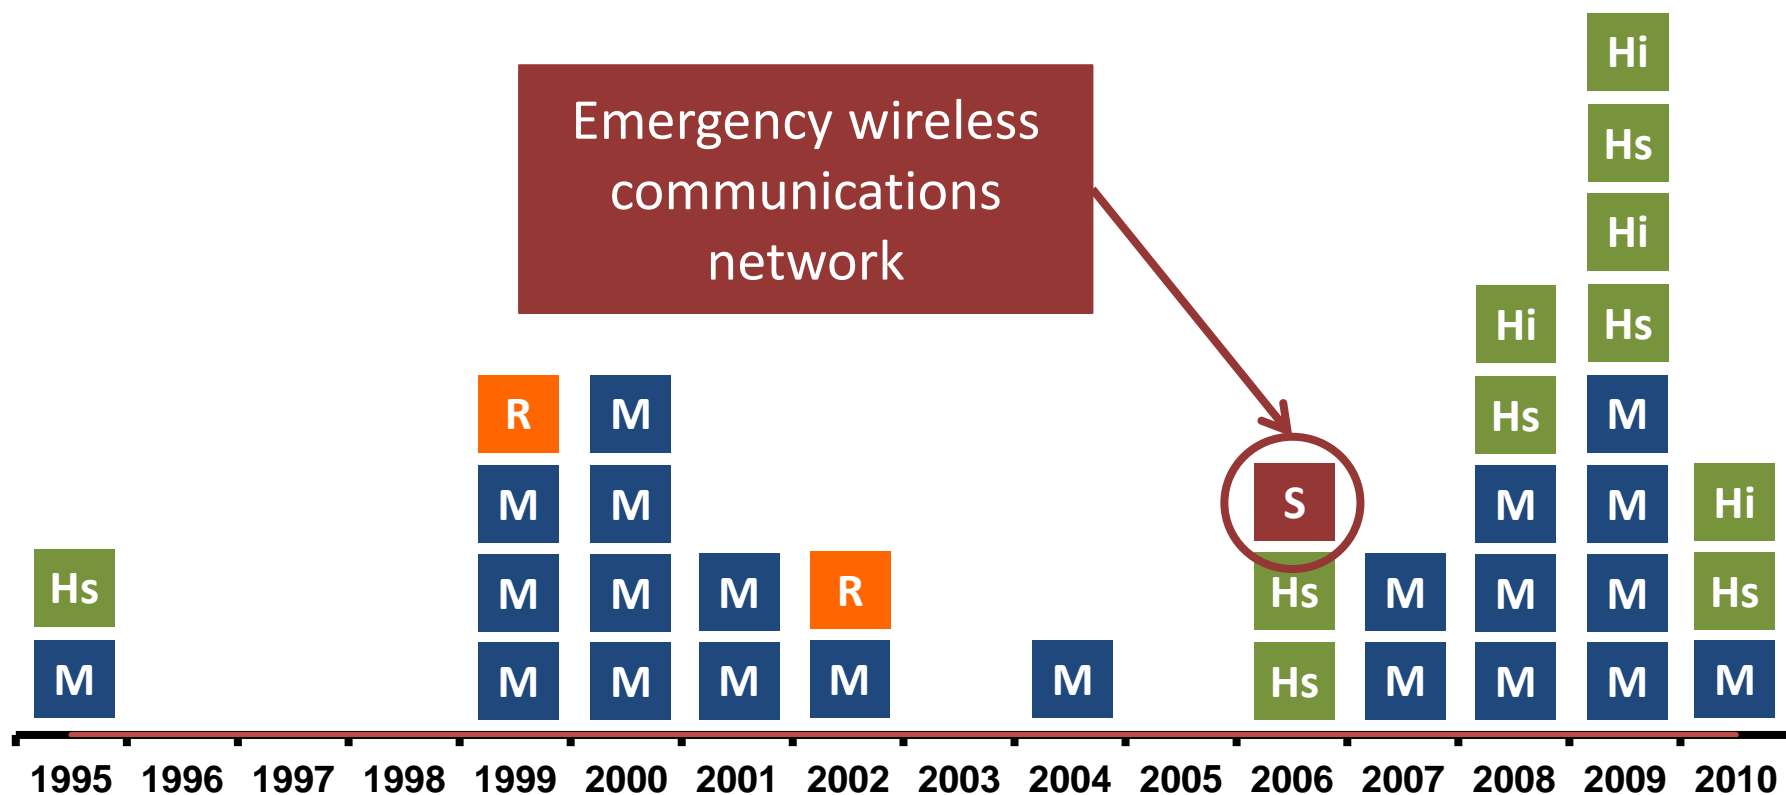 Hi
Emergency wireless
communications
network
Hs
Hi
Hi Hs
R M Hs M
M M S M M Hi
Hs M M M R Hs M M M Hs
M M M M M M Hs M M M M
1995 1996 1997 1998 1999 2000 2001 2002 2003 2004 2005 2006 2007 2008 2009 2010